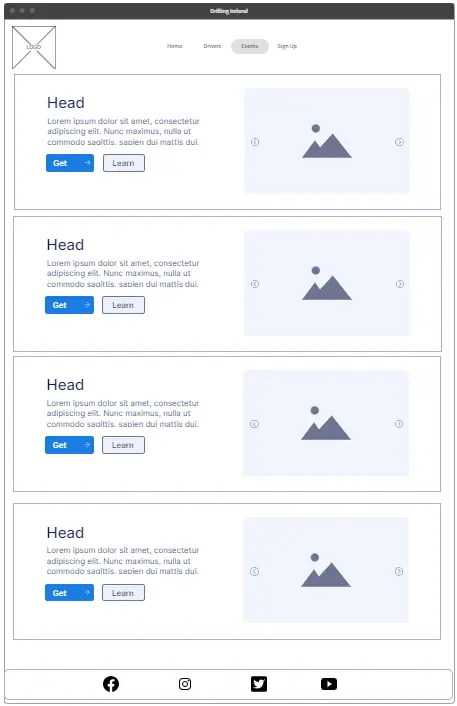 Drifting Ireland
LOGO
Home Drivers Events Sign Up
Head
Lorem ipsum dolor sit amet, consectetur
adipiscing elit. Nunc maximus, nulla ut
commodo sagittis, sapien dui mattis dui,
Get Learn
Head
Lorem ipsum dolor sit amet, consectetur
adipiscing elit. Nunc maximus, nulla ut
commodo sagittis, sapien dui mattis dui,
Get Learn
Head
Lorem ipsum dolor sit amet, consectetur
adipiscing elit. Nunc maximus, nulla ut
commodo sagittis, sapien dui mattis dui,
Get Learn
Head
Lorem ipsum dolor sit amet, consectetur
adipiscing elit. Nunc maximus, nulla ut
commodo sagittis, sapien dui mattis dui,
Get Learn